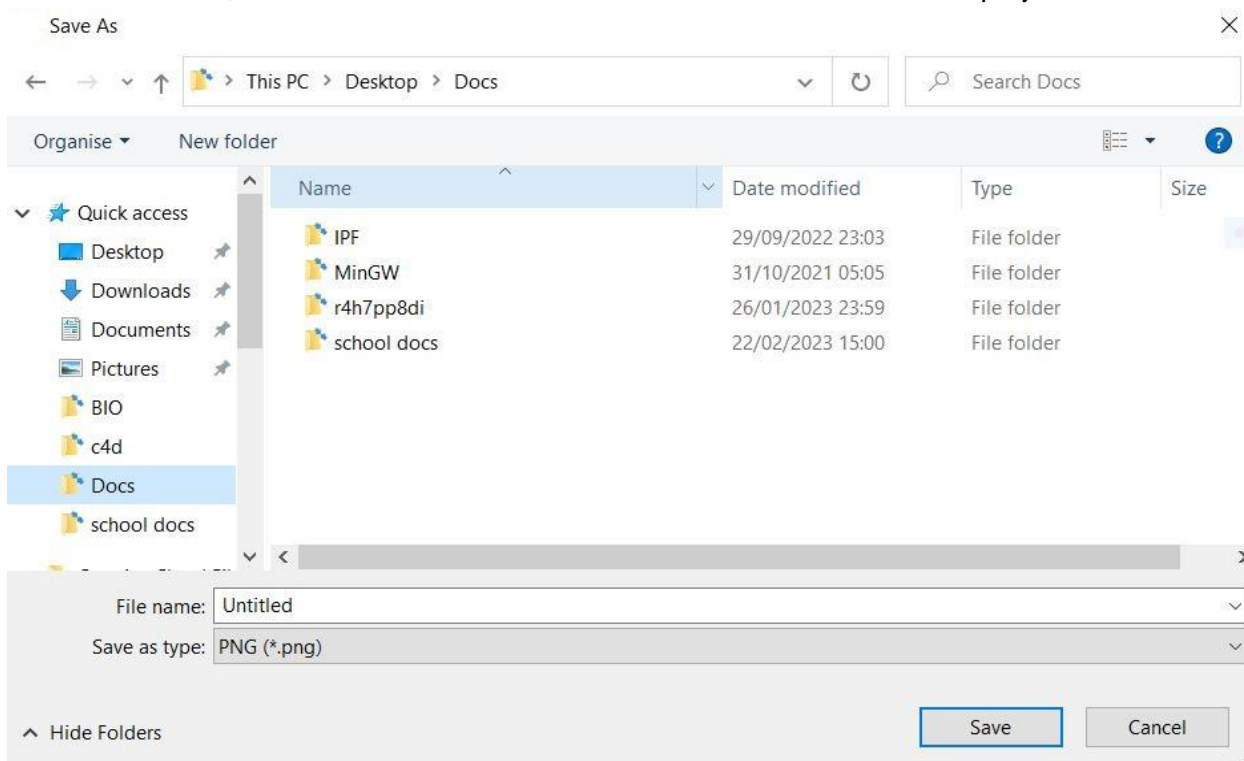 Save As
This PC > Desktop > Docs
Search Docs
Organise
New folder
?
Name
Date modified
Type
Size
Quick access
Desktop
Downloads
Documents
Pictures
BIO
c4d
Docs
school docs
IPF 29/09/2022 23:03 File folder
MinGW 31/10/2021 05:05 File folder
r4h7pp8di 26/01/2023 23:59 File folder
school docs 22/02/2023 15:00 File folder
File name: Untitled
Save as type: PNG (*.png)
Hide Folders
Save
Cancel